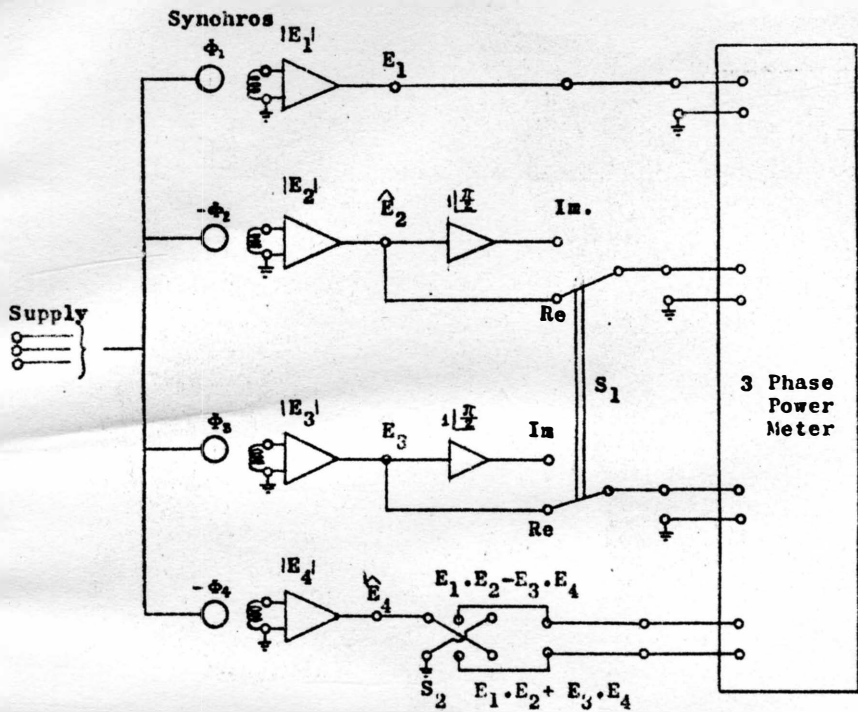 Synchros
Φ₁
|E₁|
E₁
-Φ₂
|E₂|
Ê₂
1|π/2
Im.
Re
Supply
S₁
3 Phase
Power
Meter
Φ₃
|E₃|
E₃
1|π/2
Im
Re
-Φ₄
|E₄|
Ê₄
E₁.E₂-E₃.E₄
S₂
E₁.E₂+ E₃.E₄